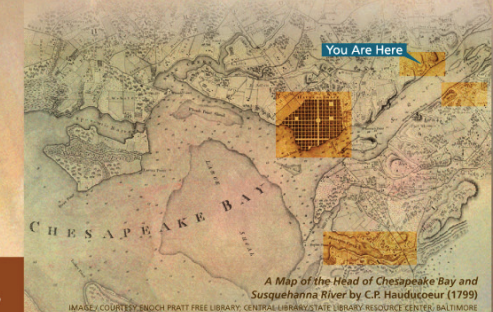 You Are Here
CHESAPEAKE BAY
A Map of the Head of Chesapeake Bay and
Susquehanna River by C.P. Hauducoeur (1799)
IMAGE / COURTESY ENOCH PRATT FREE LIBRARY, CENTRAL LIBRARY/STATE LIBRARY RESOURCE CENTER, BALTIMORE